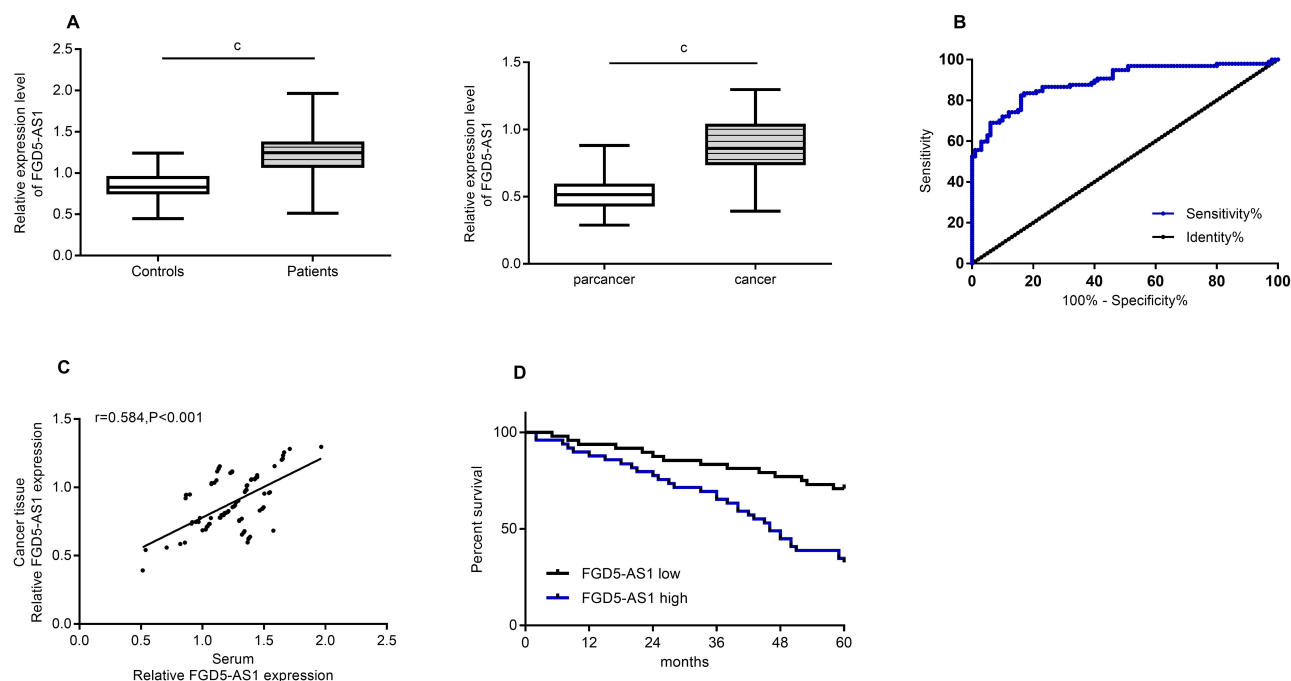 A
Relative expression level
of FGD5-AS1
2.5
2.0
1.5
1.0
0.5
0.0
c
Controls
Patients
Relative expression level
of FGD5-AS1
1.5
1.0
0.5
0.0
c
parcancer
cancer
B
Sensitivity
100
80
60
40
20
0
Sensitivity%
Identity%
0
20
40
60
80
100
100% - Specificity%
C
r=0.584,P<0.001
Cancer tissue
Relative FGD5-AS1 expression
1.5
1.0
0.5
0.0
0.0
0.5
1.0
1.5
2.0
2.5
Serum
Relative FGD5-AS1 expression
D
Percent survival
100
50
0
FGD5-AS1 low
FGD5-AS1 high
0
12
24
36
48
60
months